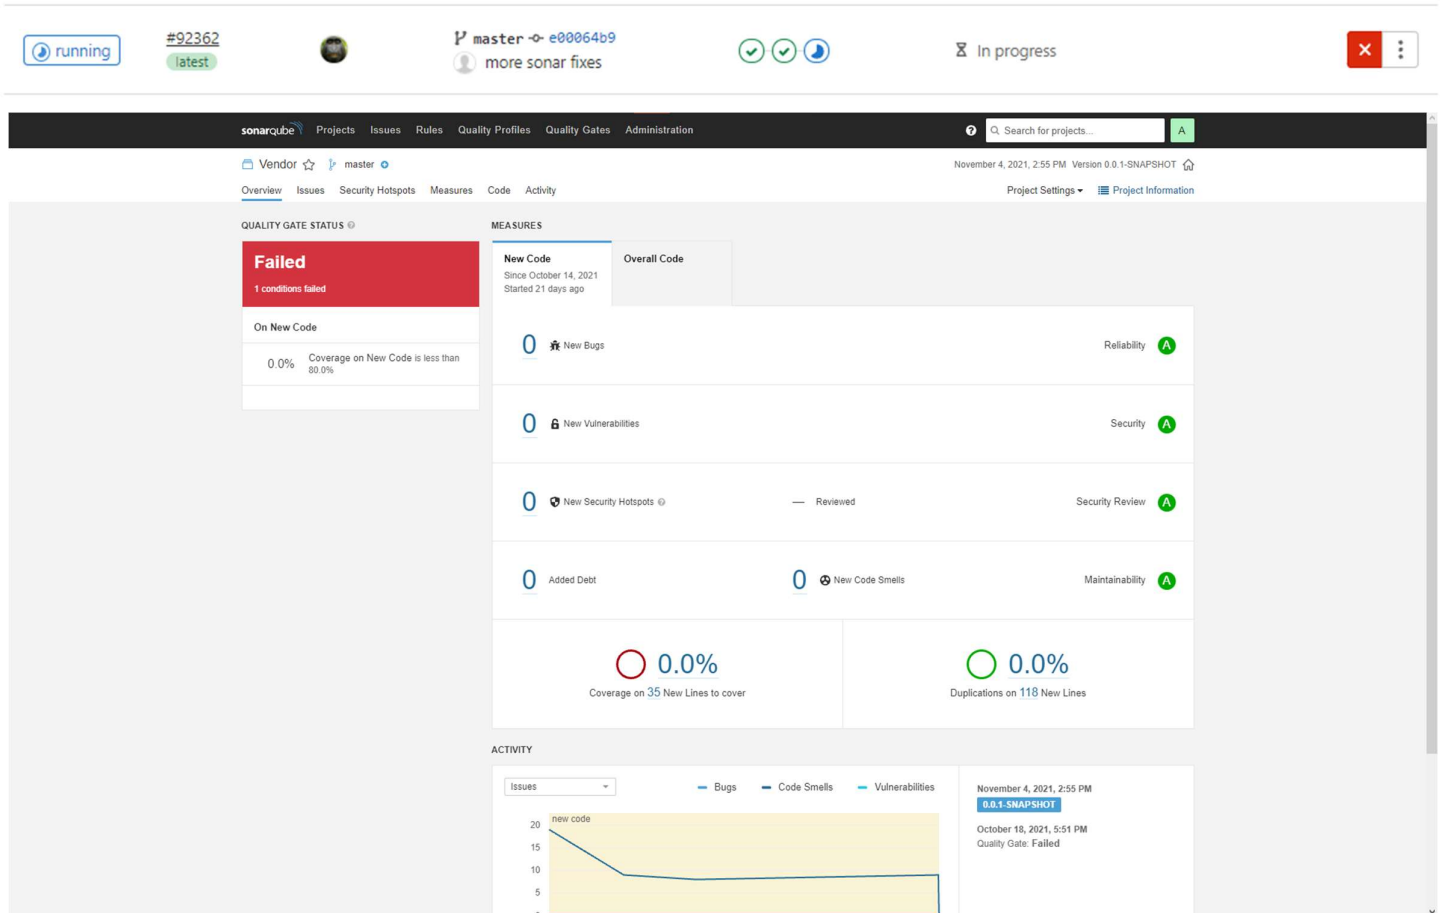 running
#92362
latest
master e00064b9
more sonar fixes
In progress
sonarqube Projects Issues Rules Quality Profiles Quality Gates Administration
Search for projects...
A
Vendor master
November 4, 2021, 2:55 PM Version 0.0.1-SNAPSHOT
Overview Issues Security Hotspots Measures Code Activity
Project Settings Project Information
QUALITY GATE STATUS
Failed
1 conditions failed
On New Code
0.0% Coverage on New Code is less than
80.0%
MEASURES
New Code
Since October 14, 2021
Started 21 days ago
Overall Code
0 New Bugs Reliability A
0 New Vulnerabilities Security A
0 New Security Hotspots — Reviewed Security Review A
0 Added Debt 0 New Code Smells Maintainability A
0.0%
Coverage on 35 New Lines to cover
0.0%
Duplications on 118 New Lines
ACTIVITY
Issues
Bugs Code Smells Vulnerabilities
new code
20
15
10
5
November 4, 2021, 2:55 PM
0.0.1-SNAPSHOT
October 18, 2021, 5:51 PM
Quality Gate: Failed